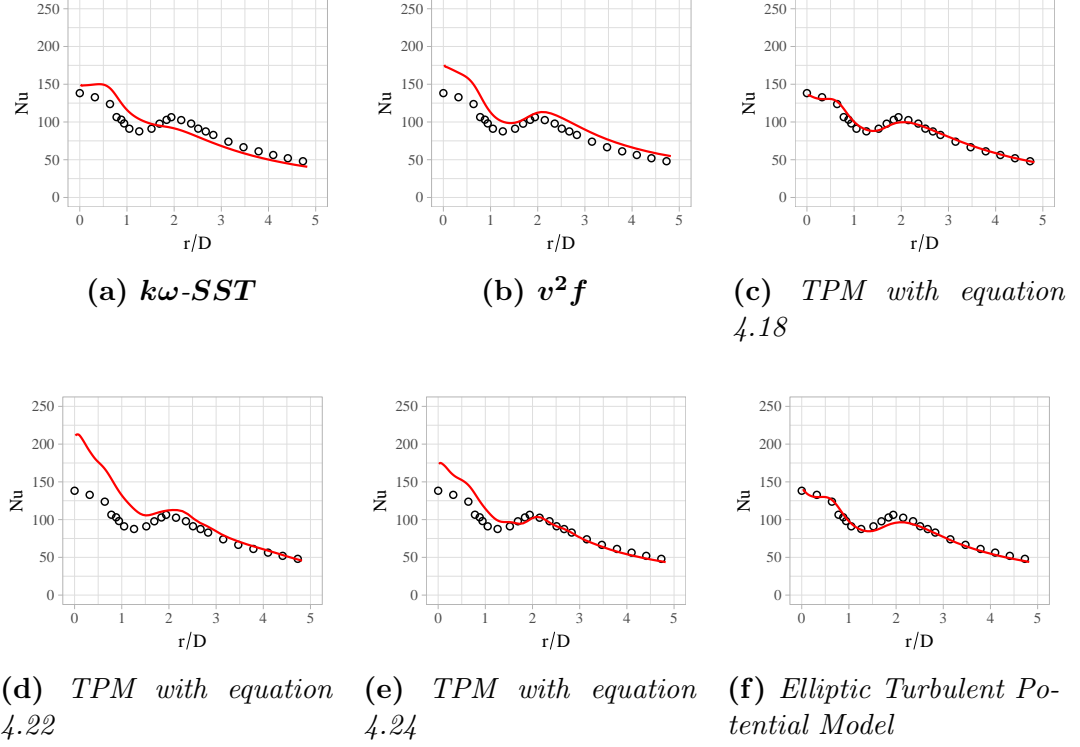 250
200
150
100
50
0
Nu
0 1 2 3 4 5
r/D
(a) kω-SST
250
200
150
100
50
0
Nu
0 1 2 3 4 5
r/D
(b) v²f
250
200
150
100
50
0
Nu
0 1 2 3 4 5
r/D
(c) TPM with equation
4.18
250
200
150
100
50
0
Nu
0 1 2 3 4 5
r/D
(d) TPM with equation
4.22
250
200
150
100
50
0
Nu
0 1 2 3 4 5
r/D
(e) TPM with equation
4.24
250
200
150
100
50
0
Nu
0 1 2 3 4 5
r/D
(f) Elliptic Turbulent Po-
tential Model